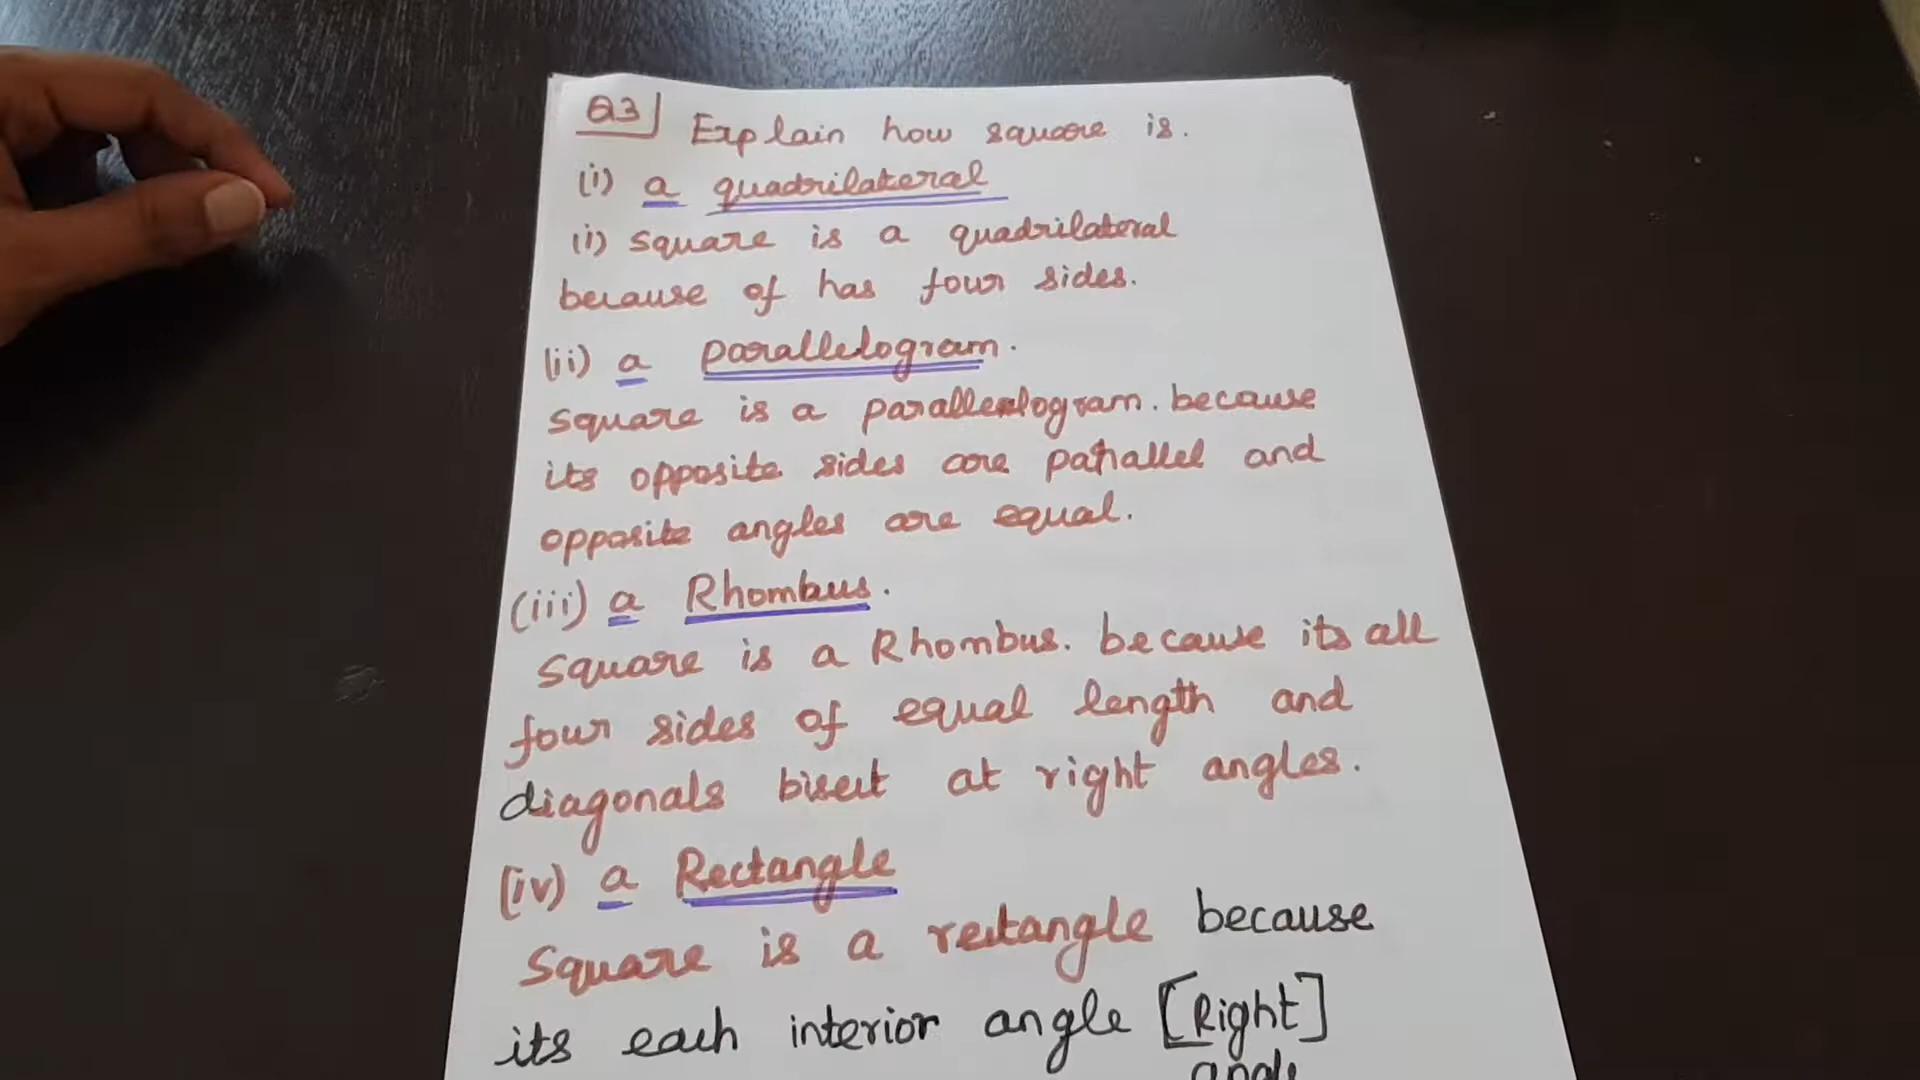 Q3 Explain how square is.
(i) a quadrilateral
(i) square is a quadrilateral
because of has four sides.
(ii) a parallelogram.
square is a parallelogram. because
its opposite sides are parallel and
opposite angles are equal.
(iii) a Rhombus.
Square is a Rhombus. because its all
four sides of equal length and
diagonals bisect at right angles.
(iv) a Rectangle
Square is a rectangle because
its each interior angle [Right]
angle